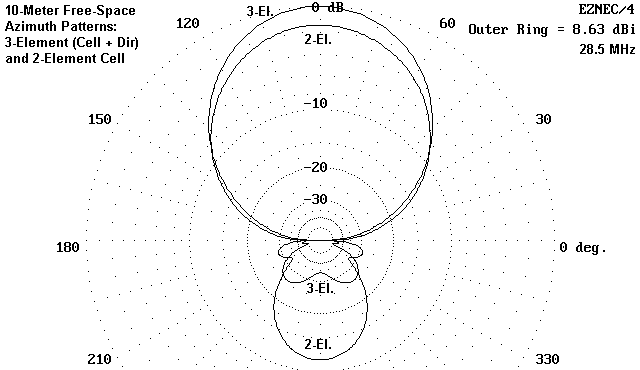 10-Meter Free-Space
Azimuth Patterns:
3-Element (Cell + Dir)
and 2-Element Cell
EZNEC/4
Outer Ring = 8.63 dBi
28.5 MHz
3-El.
0 dB
2-El.
120
60
-10
150
30
-20
-30
180
0 deg.
3-El.
2-El.
210
330